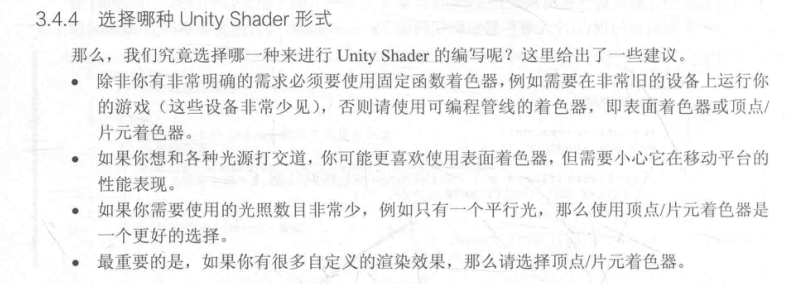 3.4.4 选择哪种 Unity Shader 形式
那么，我们究竟选择哪一种来进行 Unity Shader 的编写呢？这里给出了一些建议。
● 除非你有非常明确的需求必须要使用固定函数着色器，例如需要在非常旧的设备上运行你
的游戏（这些设备非常少见），否则请使用可编程管线的着色器，即表面着色器或顶点/
片元着色器。
● 如果你想和各种光源打交道，你可能更喜欢使用表面着色器，但需要小心它在移动平台的
性能表现。
● 如果你需要使用的光照数目非常少，例如只有一个平行光，那么使用顶点/片元着色器是
一个更好的选择。
● 最重要的是，如果你有很多自定义的渲染效果，那么请选择顶点/片元着色器。